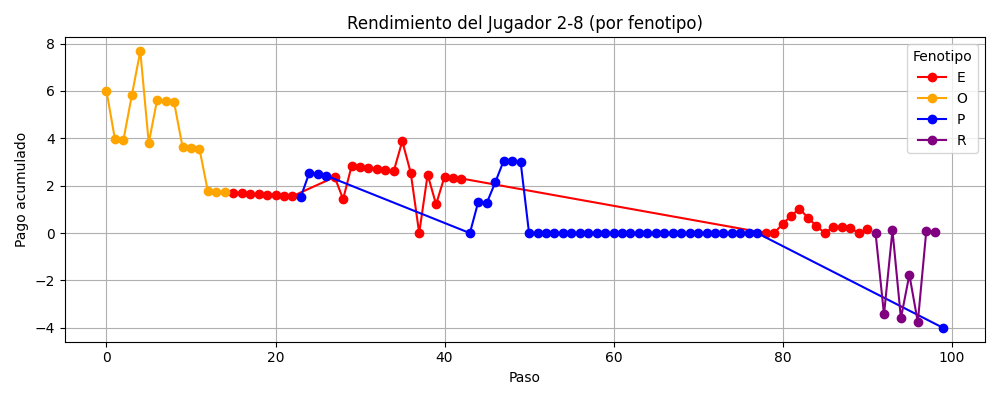 Rendimiento del Jugador 2-8 (por fenotipo)
Pago acumulado
8
6
4
2
0
−2
−4
Fenotipo
E
O
P
R
0
20
40
60
80
100
Paso